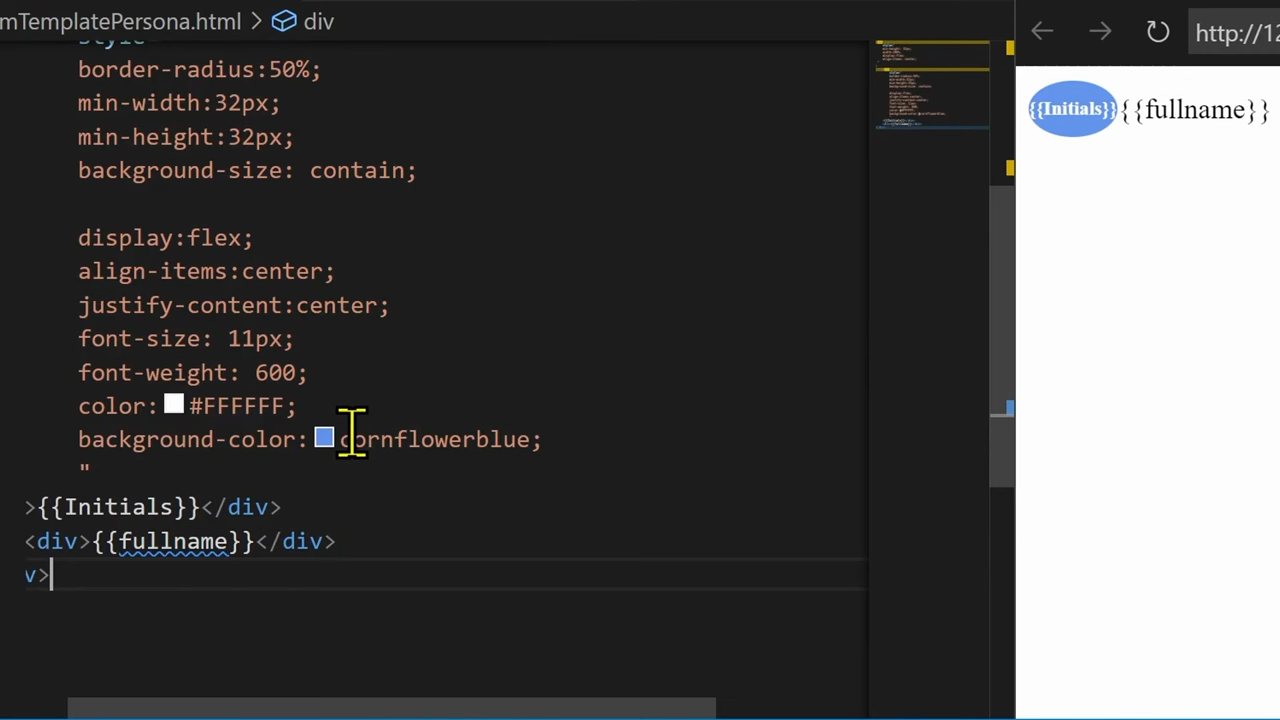 mTemplatePersona.html > div
style=
border-radius:50%;
min-width:32px;
min-height:32px;
background-size: contain;
display:flex;
align-items:center;
justify-content:center;
font-size: 11px;
font-weight: 600;
color: #FFFFFF;
background-color: cornflowerblue;
"
>{{Initials}}</div>
<div>{{fullname}}</div>
v>
http://12
{{Initials}} {{fullname}}